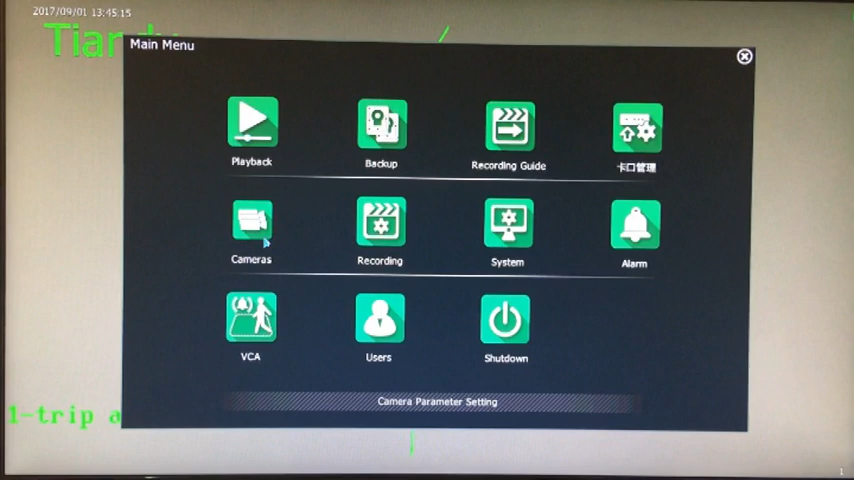 2017/09/01 13:45:15
Main Menu
Playback
Backup
Recording Guide
卡口管理
Cameras
Recording
System
Alarm
VCA
Users
Shutdown
1-trip a
Camera Parameter Setting
1